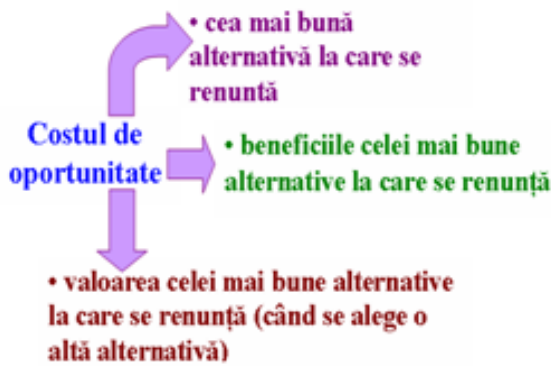 • cea mai bună
alternativă la care se
renuntă
Costul de
oportunitate
• beneficiile celei mai bune
alternative la care se renunță
• valoarea celei mai bune alternative
la care se renunță (când se alege o
altă alternativă)